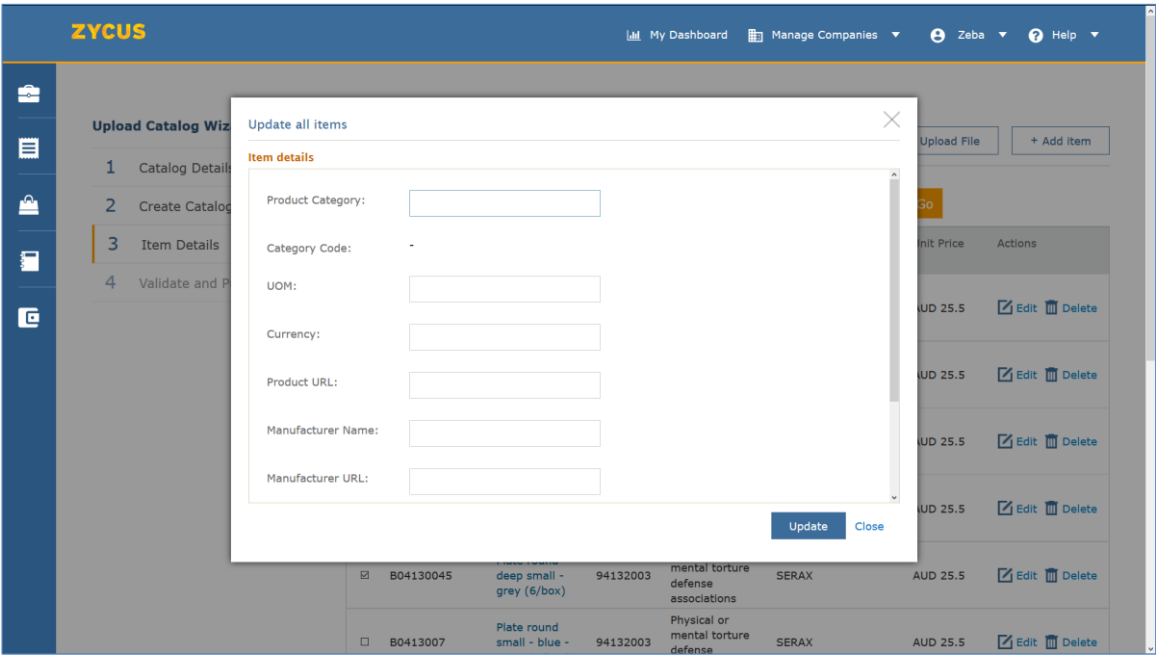 ZYCUS
My Dashboard
Manage Companies
Zeba
? Help
Upload Catalog Wiz
1 Catalog Details
2 Create Catalog
3 Item Details
4 Validate and P
Upload File
+ Add item
Go
Unit Price
Actions
AUD 25.5 Edit Delete
AUD 25.5 Edit Delete
AUD 25.5 Edit Delete
AUD 25.5 Edit Delete
Update all items
Item details
Product Category:
Category Code: -
UOM:
Currency:
Product URL:
Manufacturer Name:
Manufacturer URL:
Update Close
B04130045
Plate round
deep small -
grey (6/box)
94132003
mental torture
defense
associations
SERAX
AUD 25.5
Edit Delete
B0413007
Plate round
small - blue -
94132003
Physical or
mental torture
defense
SERAX
AUD 25.5
Edit Delete